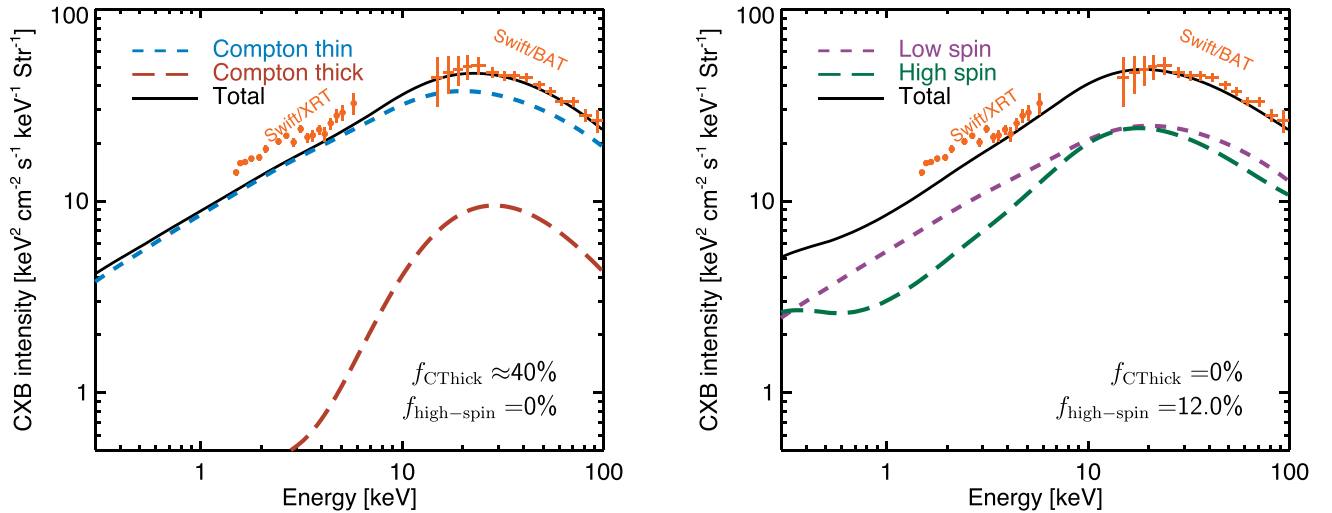 100
10
1
CXB intensity [keV² cm⁻² s⁻¹ keV⁻¹ Str⁻¹]
Compton thin
Compton thick
Total
Swift/XRT
Swift/BAT
f_CThick ≈40%
f_high−spin =0%
1 10 100
Energy [keV]
100
10
1
CXB intensity [keV² cm⁻² s⁻¹ keV⁻¹ Str⁻¹]
Low spin
High spin
Total
Swift/XRT
Swift/BAT
f_CThick =0%
f_high−spin =12.0%
1 10 100
Energy [keV]